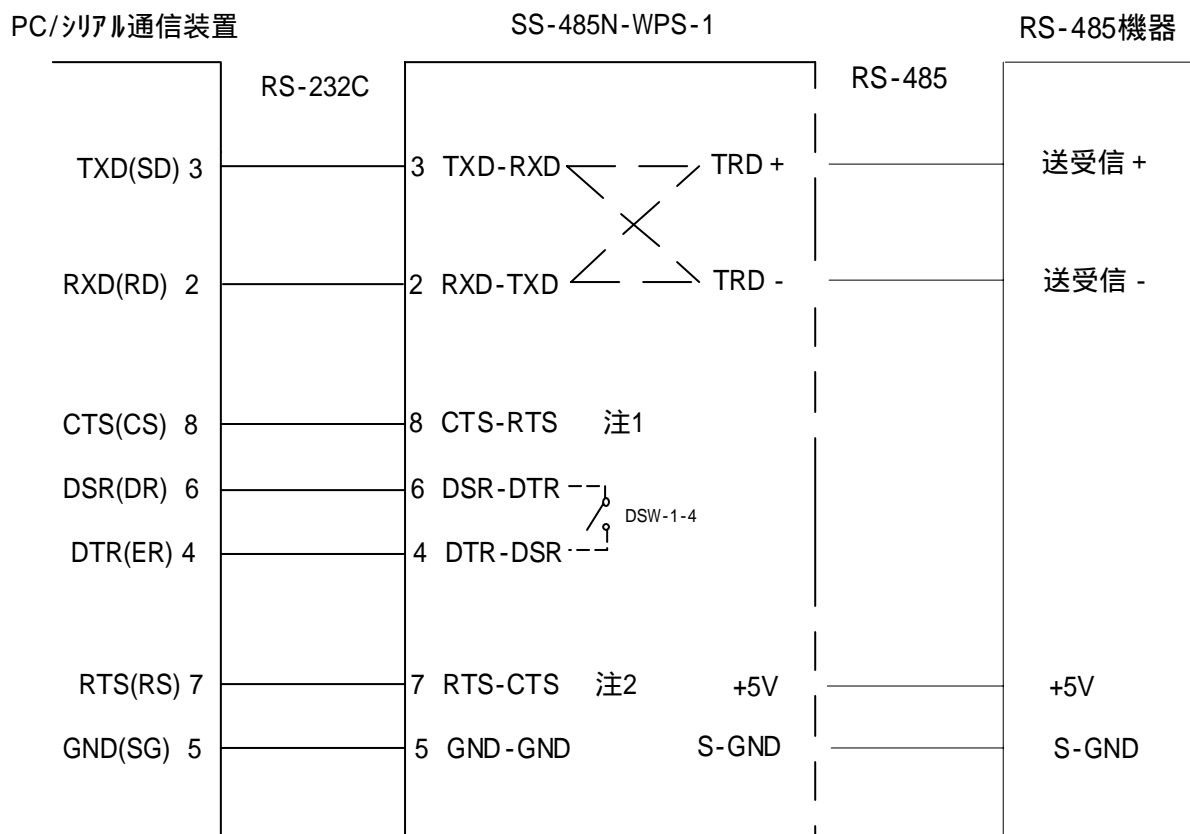 PC/ｼﾘｱﾙ通信装置 SS-485N-WPS-1 RS-485機器
RS-232C RS-485
TXD(SD) 3 3 TXD-RXD TRD + 送受信 +
RXD(RD) 2 2 RXD-TXD TRD - 送受信 -
CTS(CS) 8 8 CTS-RTS 注1
DSR(DR) 6 6 DSR-DTR
DSW-1-4
DTR(ER) 4 4 DTR-DSR
RTS(RS) 7 7 RTS-CTS 注2 +5V +5V
GND(SG) 5 5 GND-GND S-GND S-GND